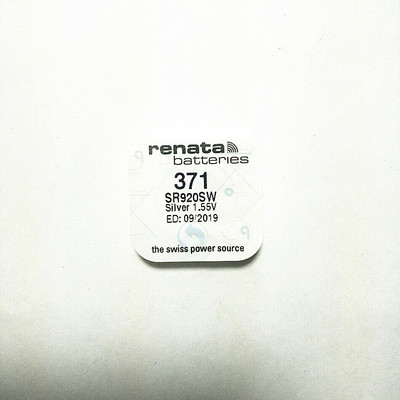 renata
batteries
371
SR920SW
Silver 1.55V
ED: 09/2019
the swiss power source